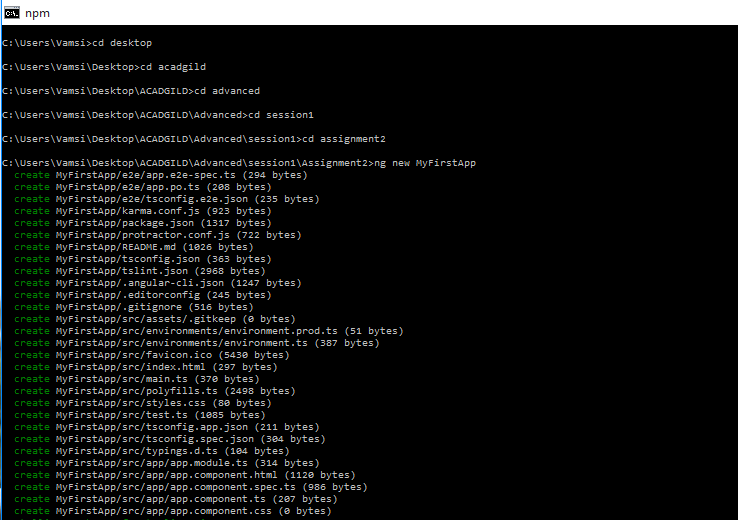 npm
C:\Users\Vamsi>cd desktop
C:\Users\Vamsi\Desktop>cd acadgild
C:\Users\Vamsi\Desktop\ACADGILD>cd advanced
C:\Users\Vamsi\Desktop\ACADGILD\Advanced>cd session1
C:\Users\Vamsi\Desktop\ACADGILD\Advanced\session1>cd assignment2
C:\Users\Vamsi\Desktop\ACADGILD\Advanced\session1\Assignment2>ng new MyFirstApp
create MyFirstApp/e2e/app.e2e-spec.ts (294 bytes)
create MyFirstApp/e2e/app.po.ts (208 bytes)
create MyFirstApp/e2e/tsconfig.e2e.json (235 bytes)
create MyFirstApp/karma.conf.js (923 bytes)
create MyFirstApp/package.json (1317 bytes)
create MyFirstApp/protractor.conf.js (722 bytes)
create MyFirstApp/README.md (1026 bytes)
create MyFirstApp/tsconfig.json (363 bytes)
create MyFirstApp/tslint.json (2968 bytes)
create MyFirstApp/.angular-cli.json (1247 bytes)
create MyFirstApp/.editorconfig (245 bytes)
create MyFirstApp/.gitignore (516 bytes)
create MyFirstApp/src/assets/.gitkeep (0 bytes)
create MyFirstApp/src/environments/environment.prod.ts (51 bytes)
create MyFirstApp/src/environments/environment.ts (387 bytes)
create MyFirstApp/src/favicon.ico (5430 bytes)
create MyFirstApp/src/index.html (297 bytes)
create MyFirstApp/src/main.ts (370 bytes)
create MyFirstApp/src/polyfills.ts (2498 bytes)
create MyFirstApp/src/styles.css (80 bytes)
create MyFirstApp/src/test.ts (1085 bytes)
create MyFirstApp/src/tsconfig.app.json (211 bytes)
create MyFirstApp/src/tsconfig.spec.json (304 bytes)
create MyFirstApp/src/typings.d.ts (104 bytes)
create MyFirstApp/src/app/app.module.ts (314 bytes)
create MyFirstApp/src/app/app.component.html (1120 bytes)
create MyFirstApp/src/app/app.component.spec.ts (986 bytes)
create MyFirstApp/src/app/app.component.ts (207 bytes)
create MyFirstApp/src/app/app.component.css (0 bytes)